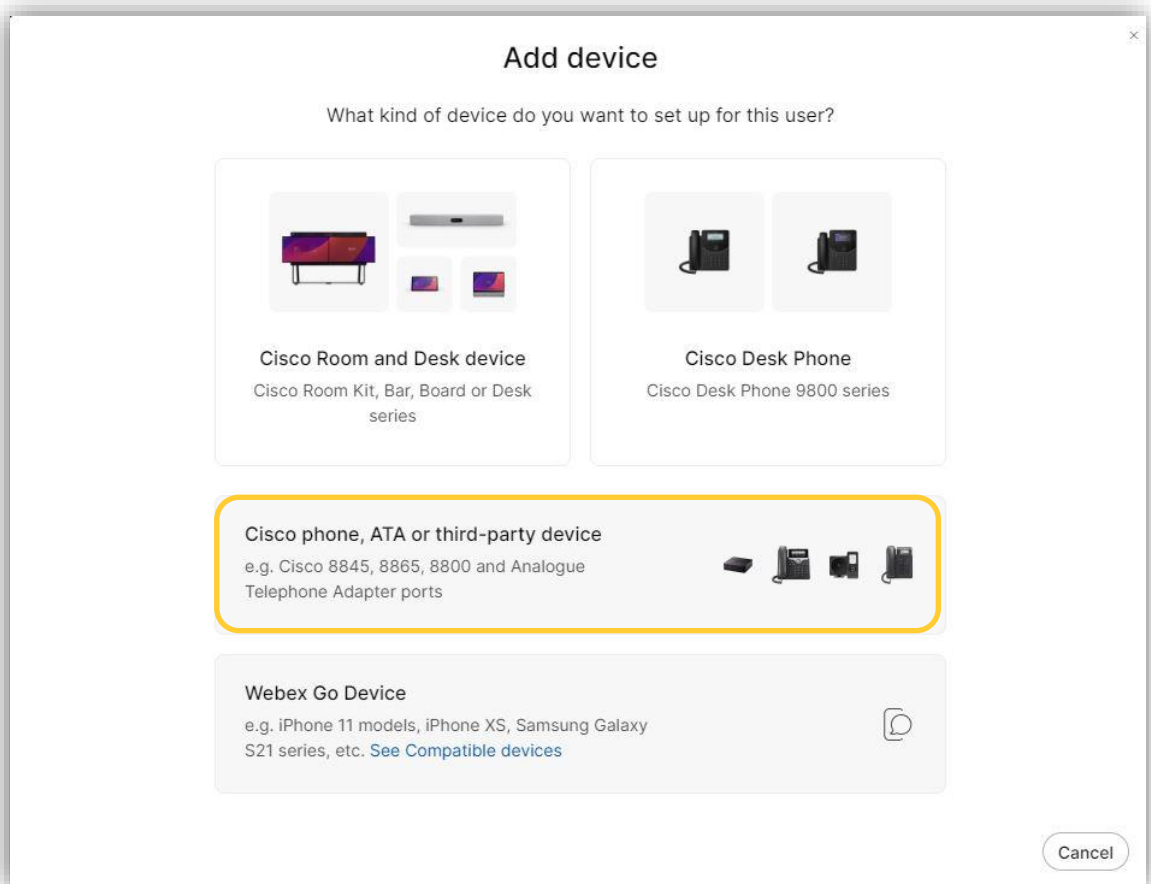 Add device
What kind of device do you want to set up for this user?
Cisco Room and Desk device
Cisco Room Kit, Bar, Board or Desk
series
Cisco Desk Phone
Cisco Desk Phone 9800 series
Cisco phone, ATA or third-party device
e.g. Cisco 8845, 8865, 8800 and Analogue
Telephone Adapter ports
Webex Go Device
e.g. iPhone 11 models, iPhone XS, Samsung Galaxy
S21 series, etc. See Compatible devices
Cancel